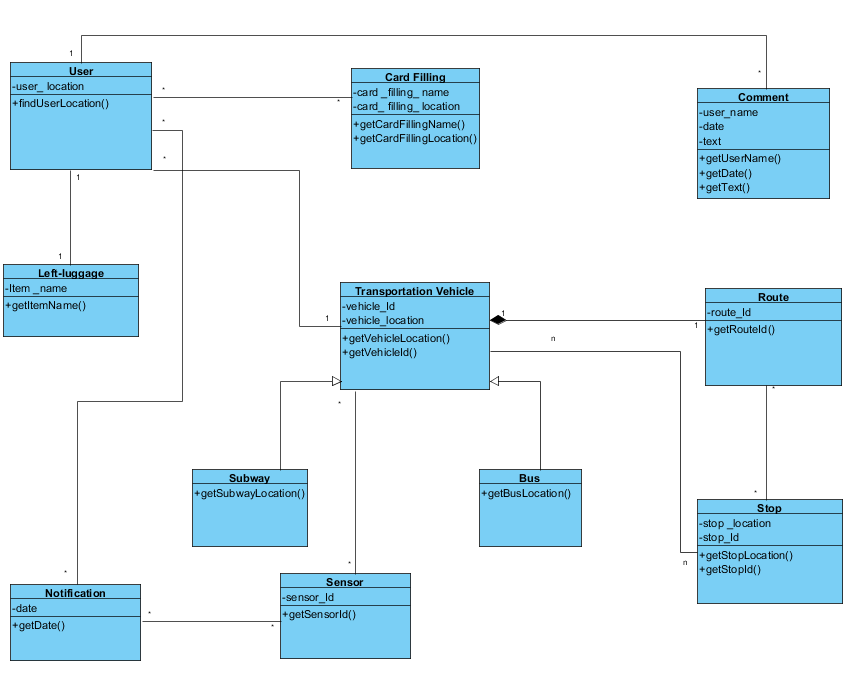 1
User
-user_ location
+findUserLocation()
*
*
Card Filling
-card _filling_ name
-card_ filling_ location
+getCardFillingName()
+getCardFillingLocation()
*
Comment
-user_name
-date
-text
+getUserName()
+getDate()
+getText()
*
*
1
1
Left-luggage
-Item _name
+getItemName()
1
Transportation Vehicle
-vehicle_Id
-vehicle_location
+getVehicleLocation()
+getVehicleId()
1
1
Route
-route_Id
+getRouteId()
n
*
*
*
Subway
+getSubwayLocation()
Bus
+getBusLocation()
Stop
-stop _location
-stop_Id
+getStopLocation()
+getStopId()
n
*
*
Notification
-date
+getDate()
*
*
Sensor
-sensor_Id
+getSensorId()